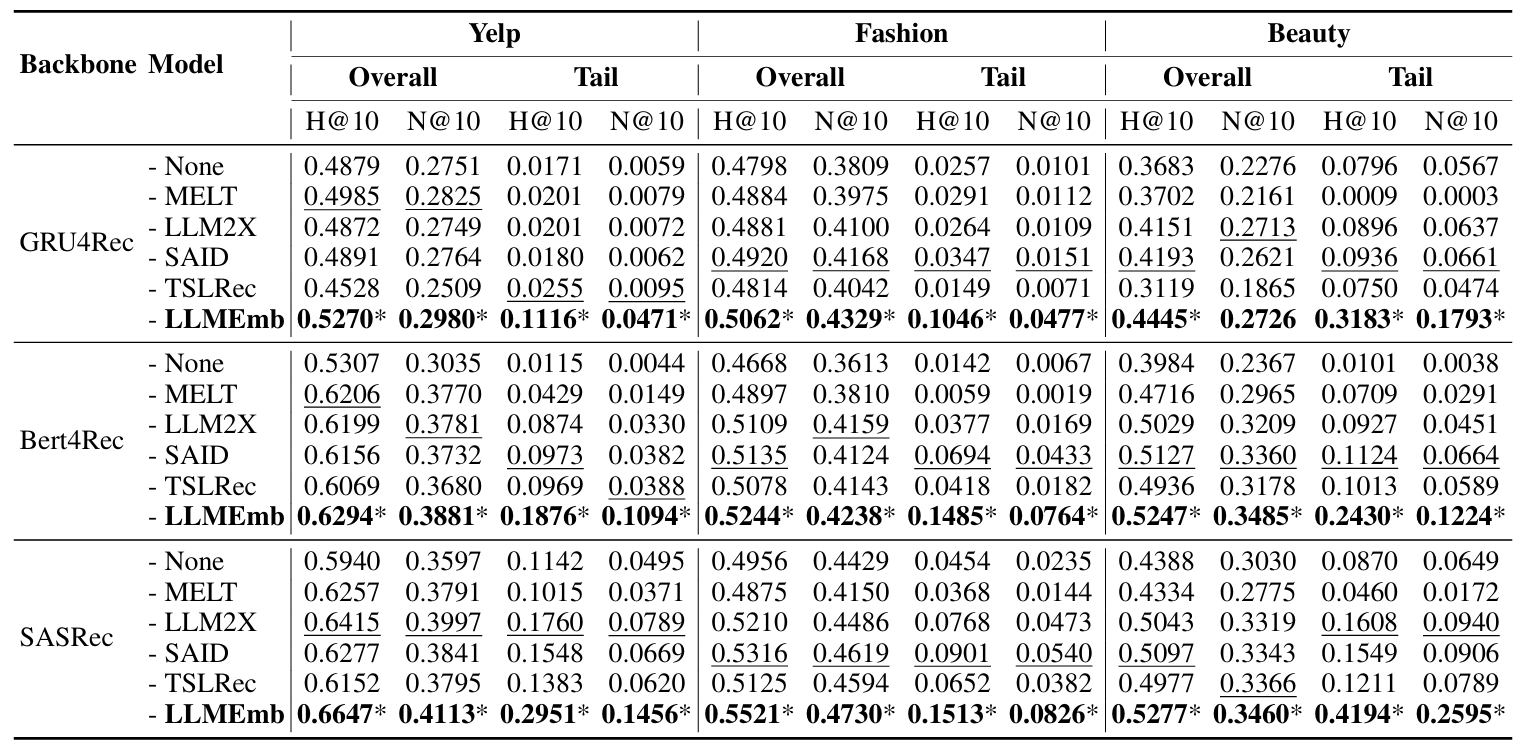 Yelp Fashion Beauty
Backbone Model
Overall Tail Overall Tail Overall Tail
H@10 N@10 H@10 N@10 H@10 N@10 H@10 N@10 H@10 N@10 H@10 N@10
- None 0.4879 0.2751 0.0171 0.0059 0.4798 0.3809 0.0257 0.0101 0.3683 0.2276 0.0796 0.0567
- MELT 0.4985 0.2825 0.0201 0.0079 0.4884 0.3975 0.0291 0.0112 0.3702 0.2161 0.0009 0.0003
- LLM2X 0.4872 0.2749 0.0201 0.0072 0.4881 0.4100 0.0264 0.0109 0.4151 0.2713 0.0896 0.0637
GRU4Rec
- SAID 0.4891 0.2764 0.0180 0.0062 0.4920 0.4168 0.0347 0.0151 0.4193 0.2621 0.0936 0.0661
- TSLRec 0.4528 0.2509 0.0255 0.0095 0.4814 0.4042 0.0149 0.0071 0.3119 0.1865 0.0750 0.0474
- LLMEmb 0.5270* 0.2980* 0.1116* 0.0471* 0.5062* 0.4329* 0.1046* 0.0477* 0.4445* 0.2726 0.3183* 0.1793*
- None 0.5307 0.3035 0.0115 0.0044 0.4668 0.3613 0.0142 0.0067 0.3984 0.2367 0.0101 0.0038
- MELT 0.6206 0.3770 0.0429 0.0149 0.4897 0.3810 0.0059 0.0019 0.4716 0.2965 0.0709 0.0291
- LLM2X 0.6199 0.3781 0.0874 0.0330 0.5109 0.4159 0.0377 0.0169 0.5029 0.3209 0.0927 0.0451
Bert4Rec
- SAID 0.6156 0.3732 0.0973 0.0382 0.5135 0.4124 0.0694 0.0433 0.5127 0.3360 0.1124 0.0664
- TSLRec 0.6069 0.3680 0.0969 0.0388 0.5078 0.4143 0.0418 0.0182 0.4936 0.3178 0.1013 0.0589
- LLMEmb 0.6294* 0.3881* 0.1876* 0.1094* 0.5244* 0.4238* 0.1485* 0.0764* 0.5247* 0.3485* 0.2430* 0.1224*
- None 0.5940 0.3597 0.1142 0.0495 0.4956 0.4429 0.0454 0.0235 0.4388 0.3030 0.0870 0.0649
- MELT 0.6257 0.3791 0.1015 0.0371 0.4875 0.4150 0.0368 0.0144 0.4334 0.2775 0.0460 0.0172
- LLM2X 0.6415 0.3997 0.1760 0.0789 0.5210 0.4486 0.0768 0.0473 0.5043 0.3319 0.1608 0.0940
SASRec
- SAID 0.6277 0.3841 0.1548 0.0669 0.5316 0.4619 0.0901 0.0540 0.5097 0.3343 0.1549 0.0906
- TSLRec 0.6152 0.3795 0.1383 0.0620 0.5125 0.4594 0.0652 0.0382 0.4977 0.3366 0.1211 0.0789
- LLMEmb 0.6647* 0.4113* 0.2951* 0.1456* 0.5521* 0.4730* 0.1513* 0.0826* 0.5277* 0.3460* 0.4194* 0.2595*